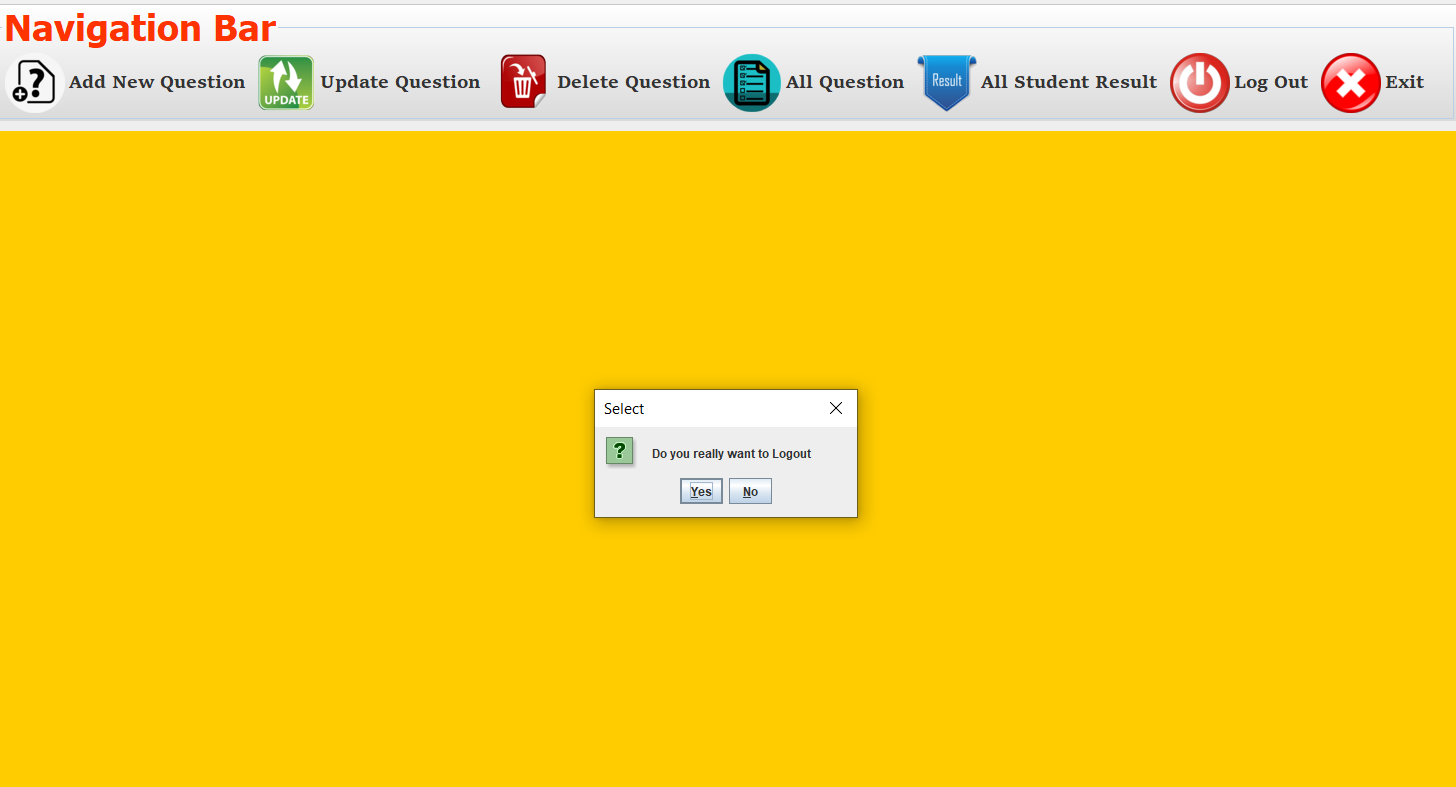 Navigation Bar
Add New Question UPDATE Update Question Delete Question All Question Result All Student Result Log Out Exit
Select
? Do you really want to Logout
Yes No